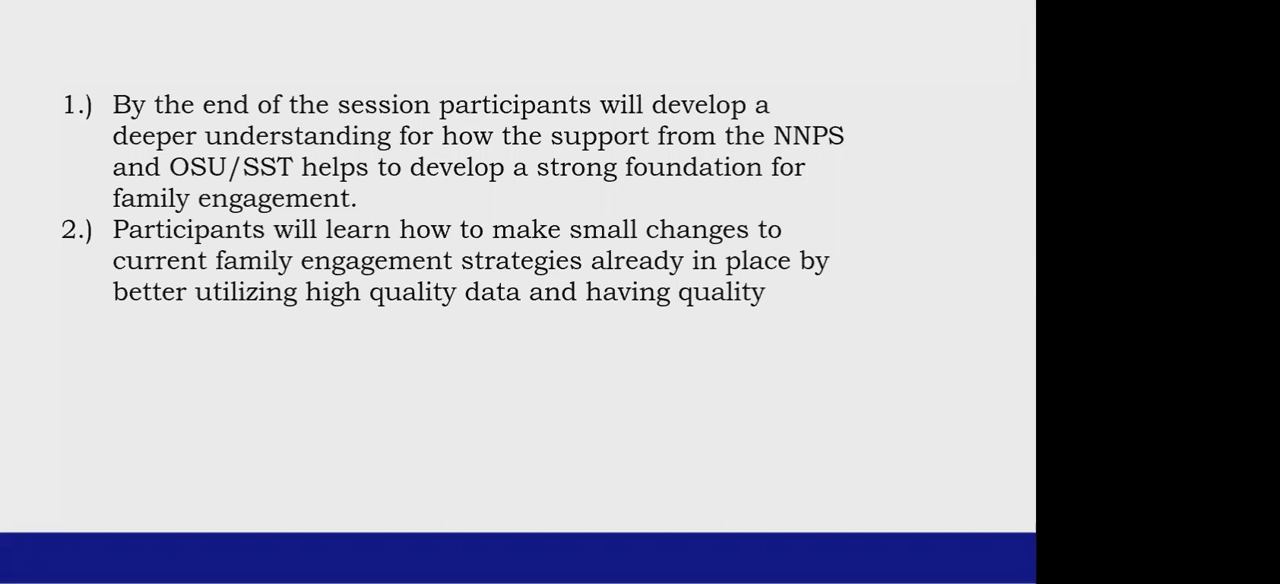 1.) By the end of the session participants will develop a
deeper understanding for how the support from the NNPS
and OSU/SST helps to develop a strong foundation for
family engagement.
2.) Participants will learn how to make small changes to
current family engagement strategies already in place by
better utilizing high quality data and having quality